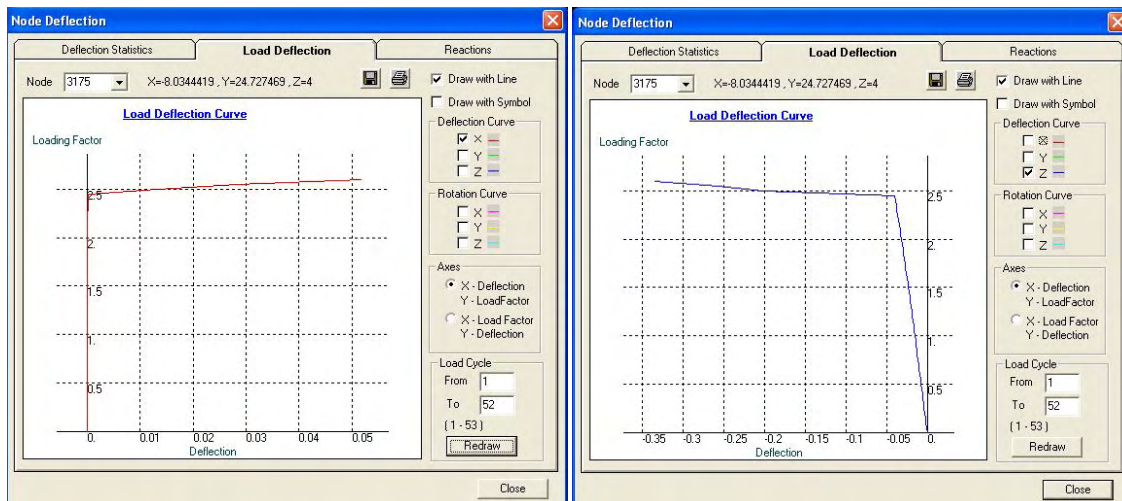 Node Deflection
Deflection Statistics
Load Deflection
Reactions
Node 3175 X=-8.0344419 , Y=24.727469, Z=4
Draw with Line
Draw with Symbol
Load Deflection Curve
Loading Factor
2.5
2.
1.5
1.
0.5
0. 0.01 0.02 0.03 0.04 0.05
Deflection
Deflection Curve
X
Y
Z
Rotation Curve
X
Y
Z
Axes
X - Deflection
Y - LoadFactor
X - Load Factor
Y - Deflection
Load Cycle
From 1
To 52
( 1 - 53 )
Redraw
Close
Node Deflection
Deflection Statistics
Load Deflection
Reactions
Node 3175 X=-8.0344419 , Y=24.727469, Z=4
Draw with Line
Draw with Symbol
Load Deflection Curve
Loading Factor
2.5
2.
1.5
1.
0.5
-0.35 -0.3 -0.25 -0.2 -0.15 -0.1 -0.05 0.
Deflection
Deflection Curve
X
Y
Z
Rotation Curve
X
Y
Z
Axes
X - Deflection
Y - LoadFactor
X - Load Factor
Y - Deflection
Load Cycle
From 1
To 52
( 1 - 53 )
Redraw
Close